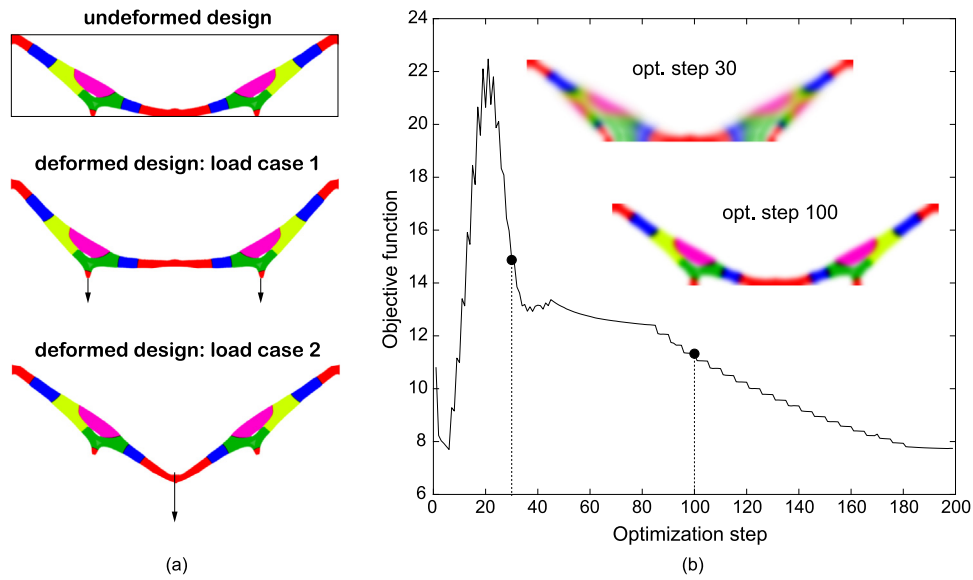 undeformed design
deformed design: load case 1
deformed design: load case 2
(a)
24
22
20
18
16
14
12
10
8
6
Objective function
opt. step 30
opt. step 100
0 20 40 60 80 100 120 140 160 180 200
Optimization step
(b)